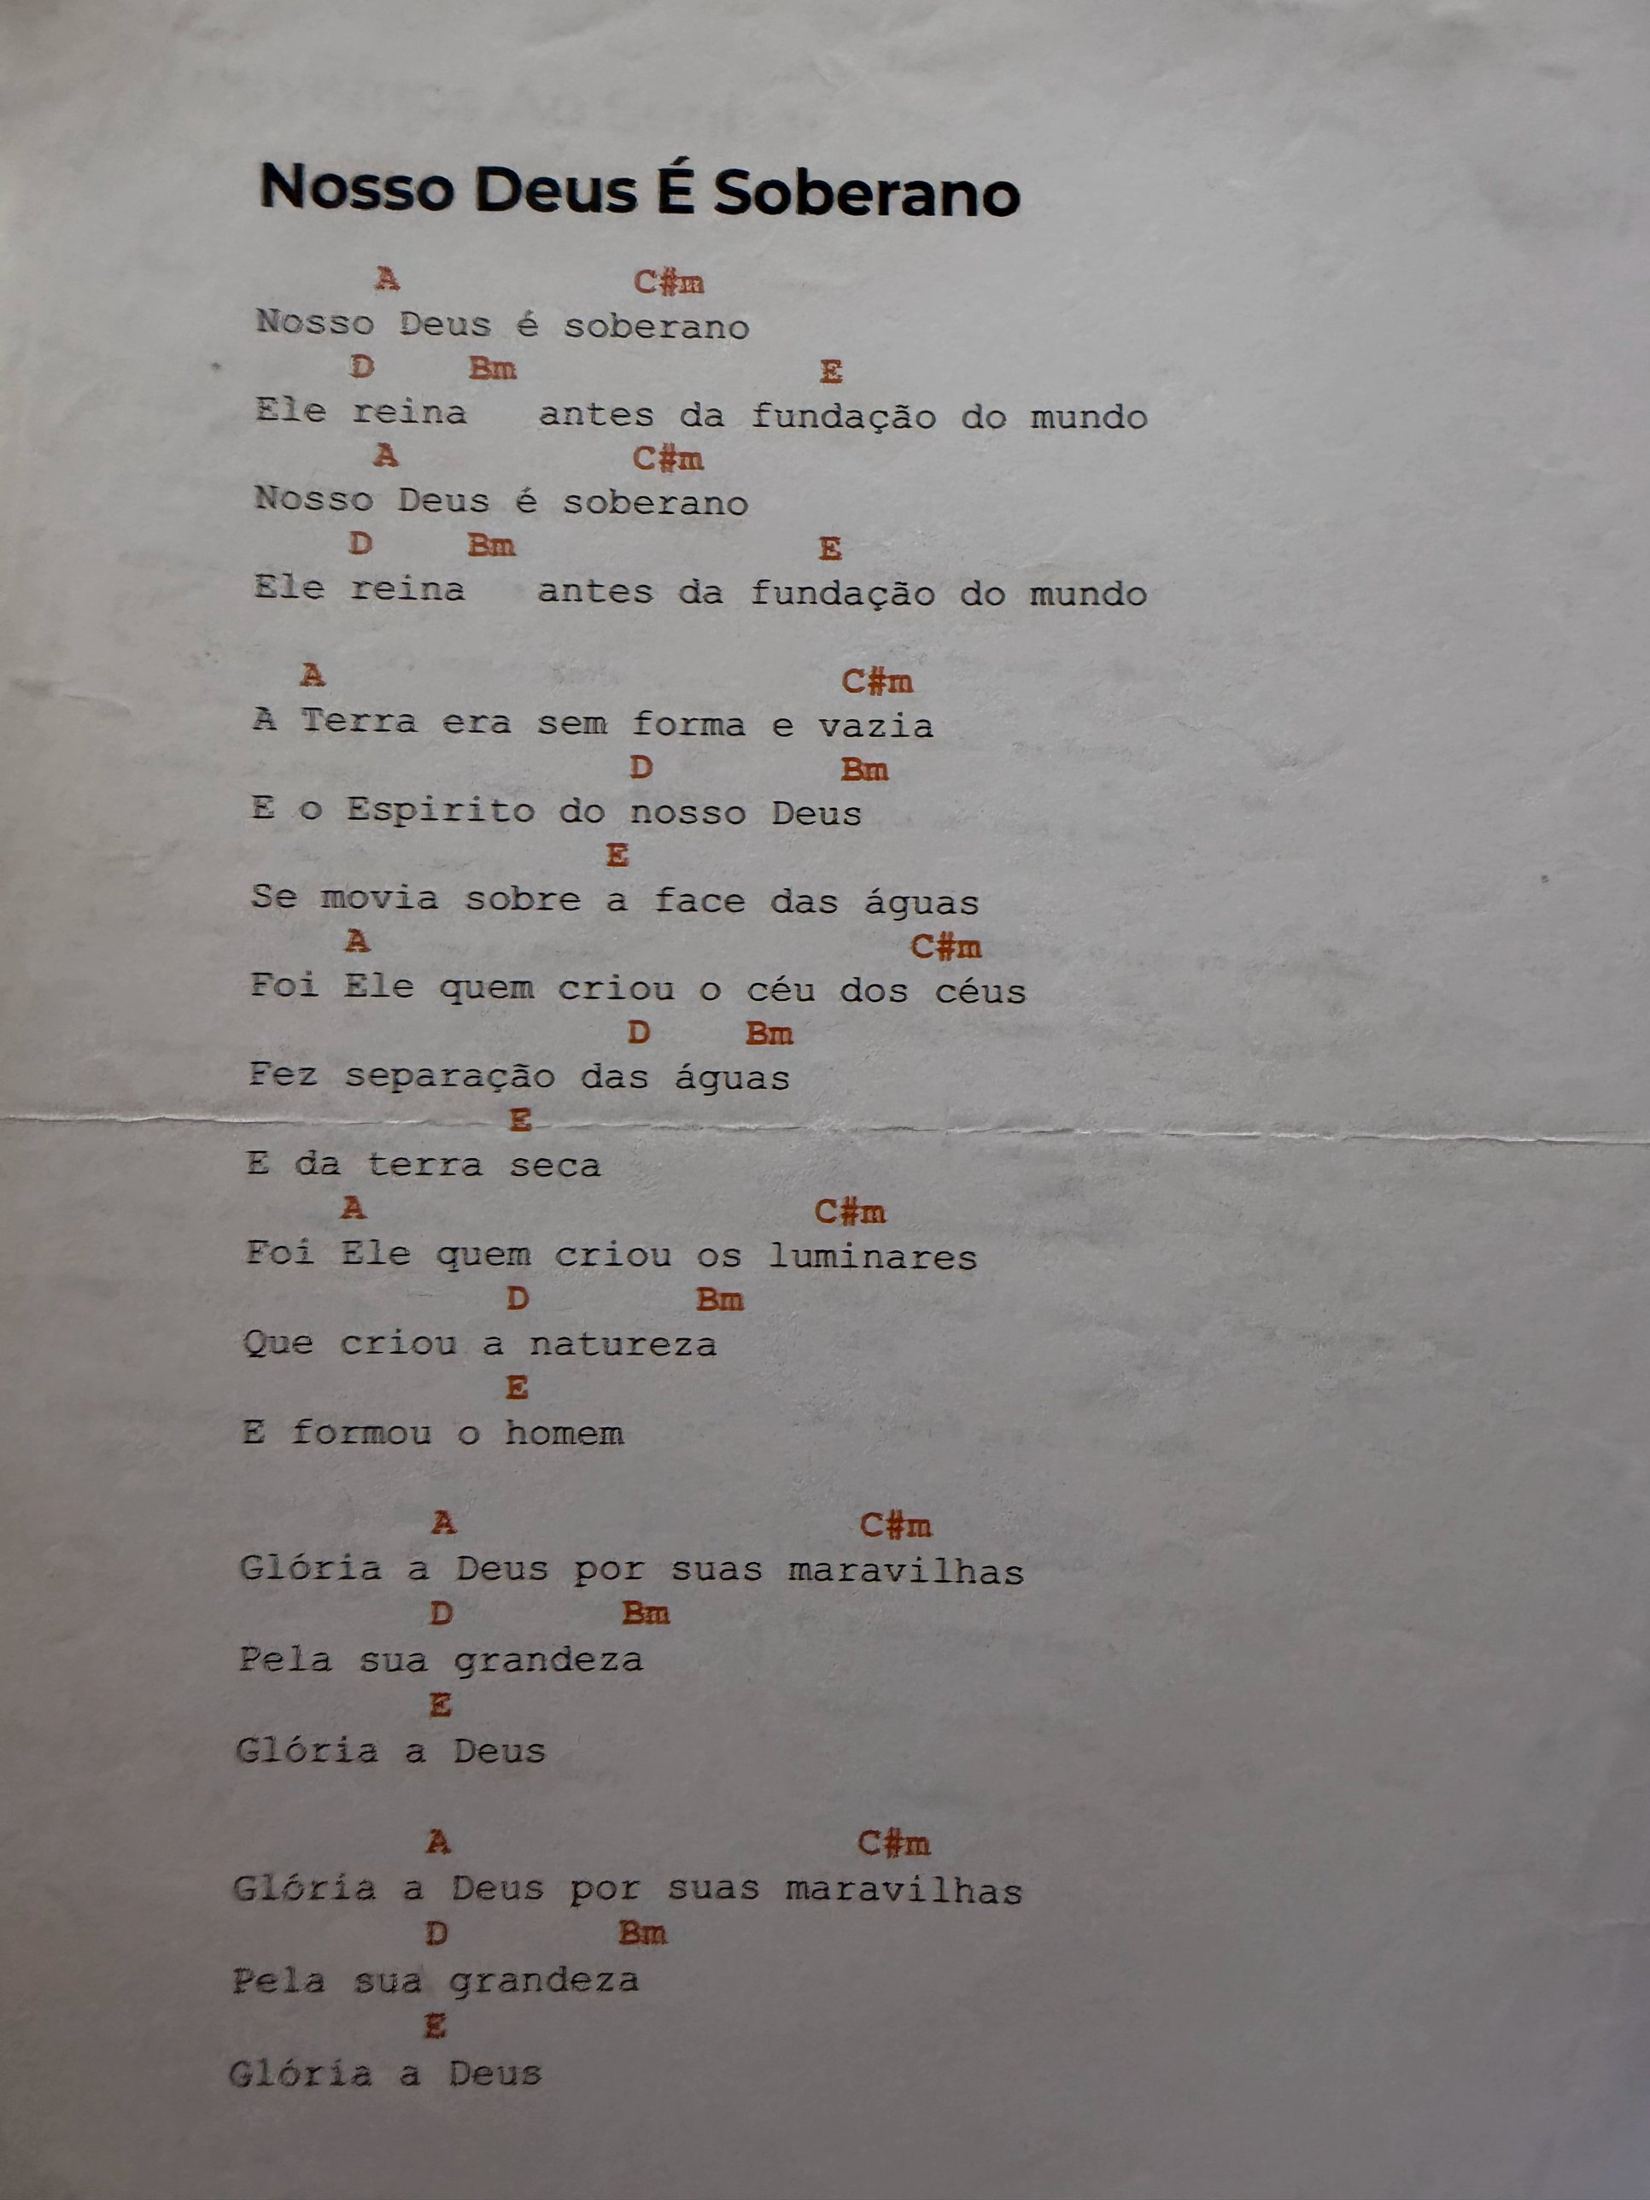 Nosso Deus É Soberano
A C#m
Nosso Deus é soberano
D Bm E
Ele reina antes da fundação do mundo
A C#m
Nosso Deus é soberano
D Bm E
Ele reina antes da fundação do mundo
A C#m
A Terra era sem forma e vazia
D Bm
E o Espirito do nosso Deus
E
Se movia sobre a face das águas
A C#m
Foi Ele quem criou o céu dos céus
D Bm
Fez separação das águas
E
E da terra seca
A C#m
Foi Ele quem criou os luminares
D Bm
Que criou a natureza
E
E formou o homem
A C#m
Glória a Deus por suas maravilhas
D Bm
Pela sua grandeza
E
Glória a Deus
A C#m
Glória a Deus por suas maravilhas
D Bm
Pela sua grandeza
E
Glória a Deus